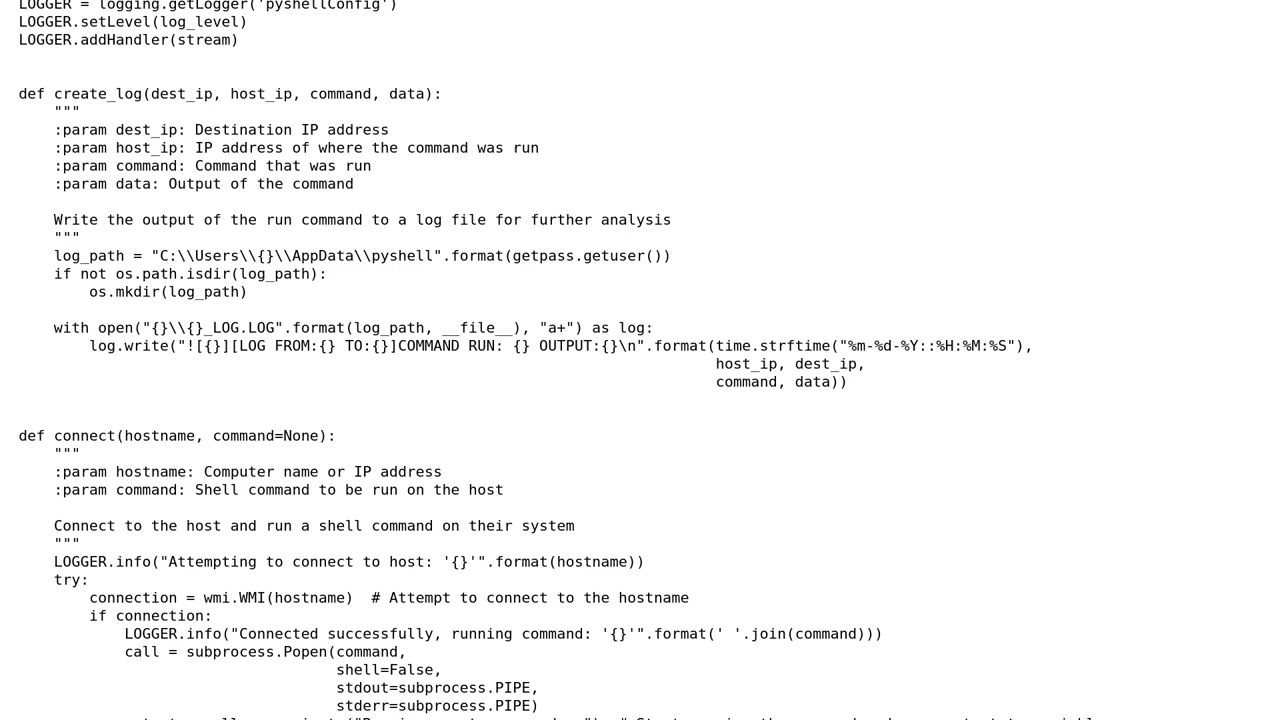 LOGGER = logging.getLogger('pyshellConfig')
LOGGER.setLevel(log_level)
LOGGER.addHandler(stream)
def create_log(dest_ip, host_ip, command, data):
    """
    :param dest_ip: Destination IP address
    :param host_ip: IP address of where the command was run
    :param command: Command that was run
    :param data: Output of the command
    Write the output of the run command to a log file for further analysis
    """
    log_path = "C:\\Users\\{}\\AppData\\pyshell".format(getpass.getuser())
    if not os.path.isdir(log_path):
        os.mkdir(log_path)
    with open("{}\\{}_LOG.LOG".format(log_path, __file__), "a+") as log:
        log.write("![{}][LOG FROM:{} TO:{}]COMMAND RUN: {} OUTPUT:{}\n".format(time.strftime("%m-%d-%Y::%H:%M:%S"),
                                                                               host_ip, dest_ip,
                                                                               command, data))
def connect(hostname, command=None):
    """
    :param hostname: Computer name or IP address
    :param command: Shell command to be run on the host
    Connect to the host and run a shell command on their system
    """
    LOGGER.info("Attempting to connect to host: '{}'".format(hostname))
    try:
        connection = wmi.WMI(hostname)  # Attempt to connect to the hostname
        if connection:
            LOGGER.info("Connected successfully, running command: '{}'".format(' '.join(command)))
            call = subprocess.Popen(command,
                                    shell=False,
                                    stdout=subprocess.PIPE,
                                    stderr=subprocess.PIPE)